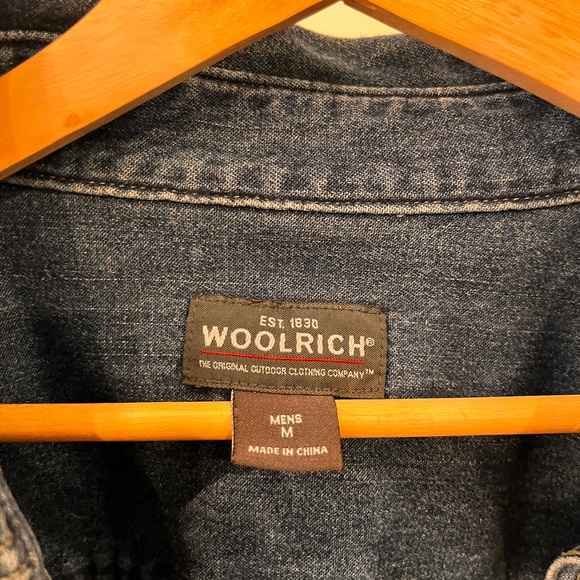 EST. 1830
WOOLRICH®
THE ORIGINAL OUTDOOR CLOTHING COMPANY™
MENS
M
MADE IN CHINA